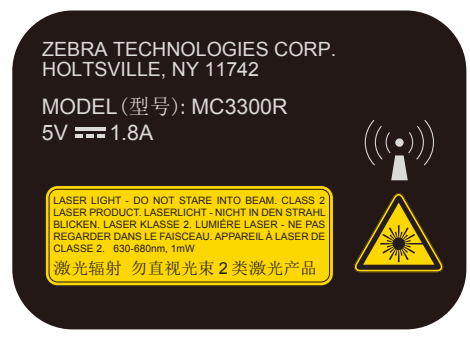 ZEBRA TECHNOLOGIES CORP.
HOLTSVILLE, NY 11742
MODEL (型号): MC3300R
5V ⎓ 1.8A
LASER LIGHT - DO NOT STARE INTO BEAM. CLASS 2
LASER PRODUCT. LASERLICHT - NICHT IN DEN STRAHL
BLICKEN. LASER KLASSE 2. LUMIÈRE LASER - NE PAS
REGARDER DANS LE FAISCEAU. APPAREIL À LASER DE
CLASSE 2. 630-680nm, 1mW
激光辐射 勿直视光束 2 类激光产品